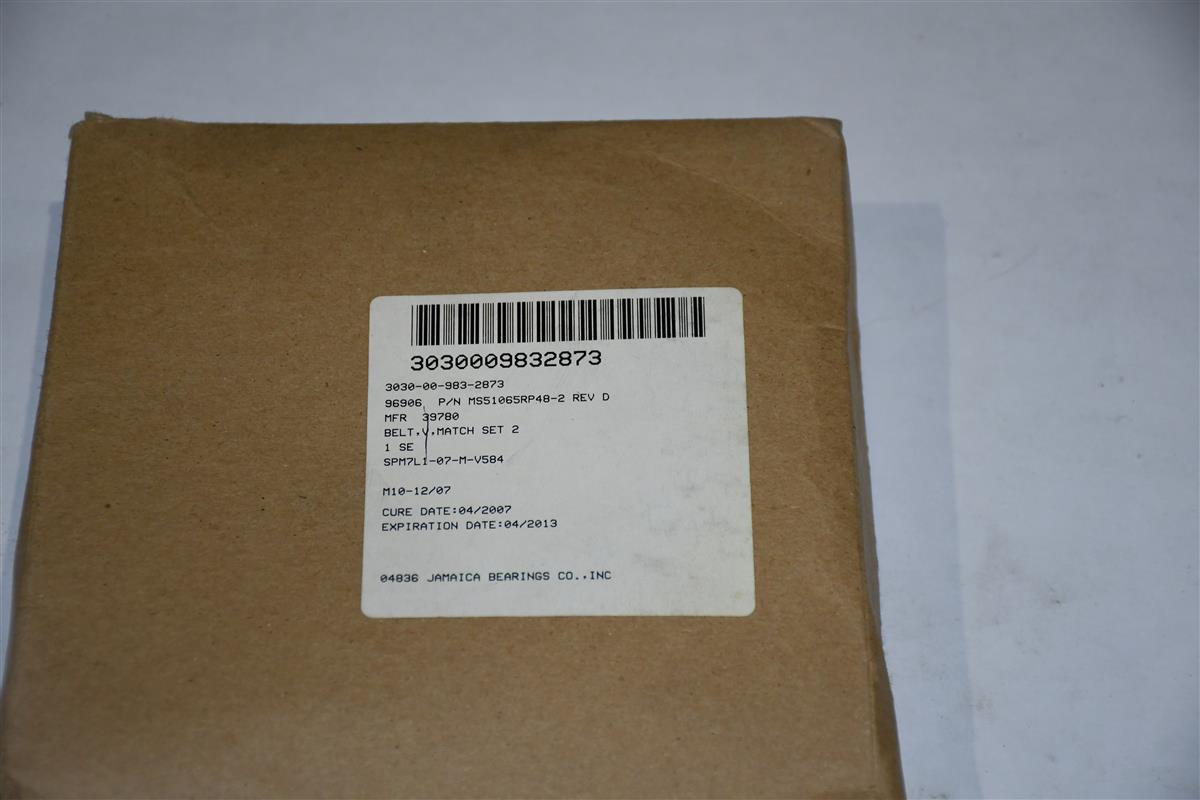 3030009832873
3030-00-983-2873
96906 P/N MS51065RP48-2 REV D
MFR 39780
BELT,V,MATCH SET 2
1 SE
SPM7L1-07-M-V584
M10-12/07
CURE DATE:04/2007
EXPIRATION DATE:04/2013
04836 JAMAICA BEARINGS CO.,INC